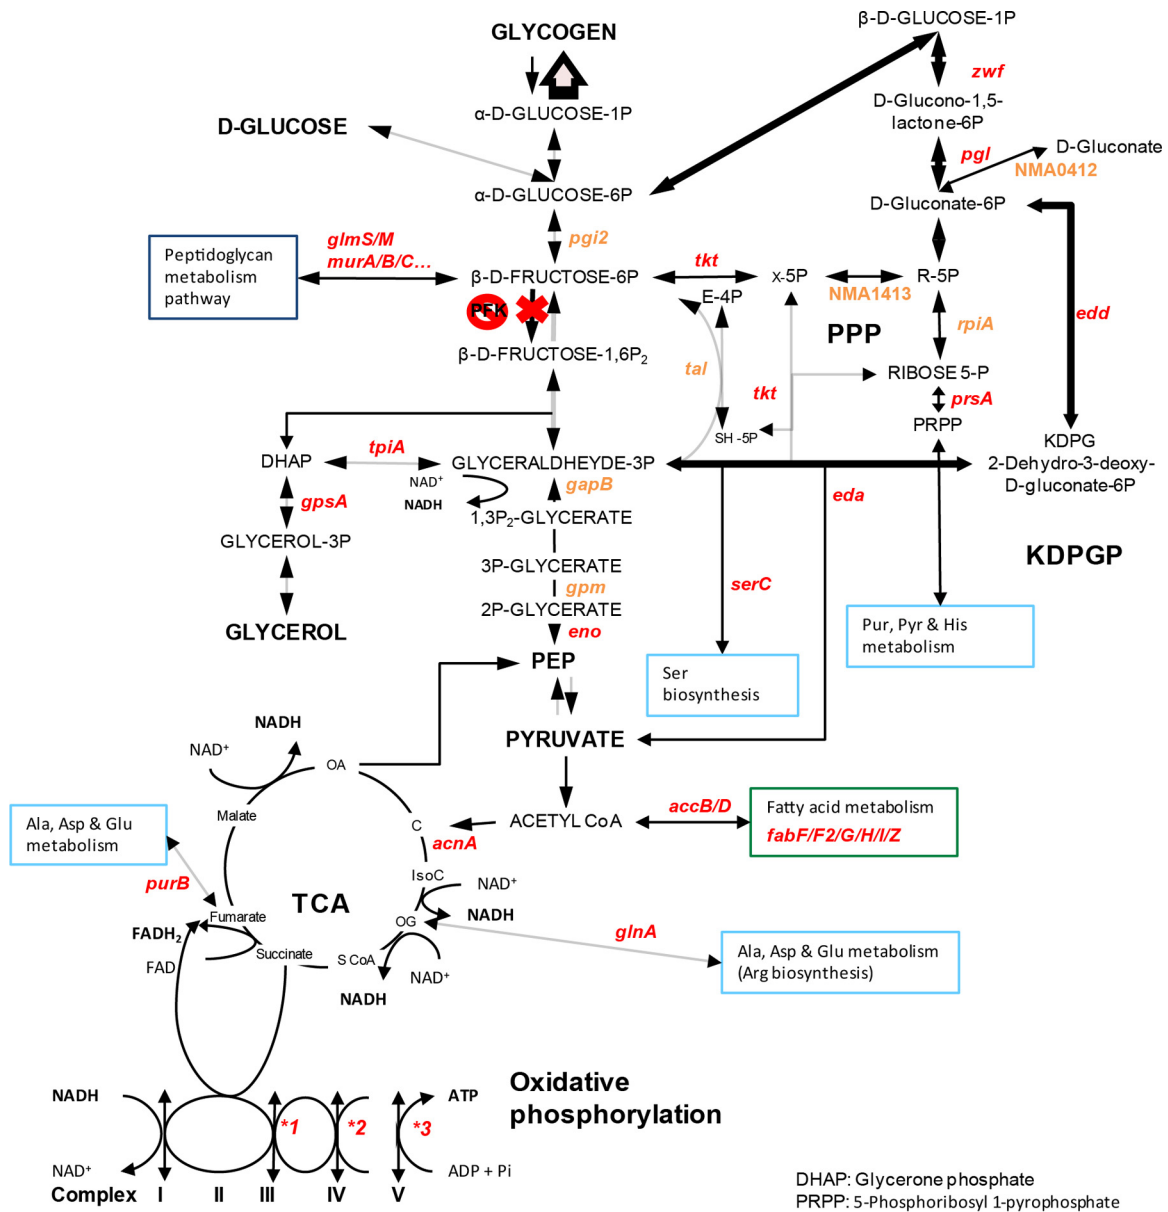 β-D-GLUCOSE-1P
GLYCOGEN
zwf
α-D-GLUCOSE-1P
D-Glucono-1,5-
lactone-6P
D-GLUCOSE
pgl
D-Gluconate
NMA0412
α-D-GLUCOSE-6P
D-Gluconate-6P
glmS/M
murA/B/C...
pgi2
Peptidoglycan
metabolism
pathway
β-D-FRUCTOSE-6P
tkt
x-5P
R-5P
NMA1413
E-4P
PFK
edd
PPP
rpiA
β-D-FRUCTOSE-1,6P2
tal
RIBOSE 5-P
tkt
prsA
PRPP
SH-5P
tpiA
DHAP
GLYCERALDHEYDE-3P
KDPG
2-Dehydro-3-deoxy-
D-gluconate-6P
NAD+
gapB
NADH
eda
gpsA
1,3P2-GLYCERATE
GLYCEROL-3P
KDPGP
3P-GLYCERATE
gpm
serC
2P-GLYCERATE
GLYCEROL
eno
Pur, Pyr & His
metabolism
PEP
Ser
biosynthesis
NADH
PYRUVATE
NAD+
OA
Malate
C
ACETYL CoA
accB/D
Fatty acid metabolism
fabF/F2/G/H/I/Z
acnA
Ala, Asp & Glu
metabolism
purB
IsoC
NAD+
TCA
NADH
Fumarate
OG
FADH2
glnA
Succinate
FAD
S CoA
NAD+
NADH
Ala, Asp & Glu metabolism
(Arg biosynthesis)
Oxidative
phosphorylation
NADH
ATP
*1
*2
*3
NAD+
ADP + Pi
Complex I II III IV V
DHAP: Glycerone phosphate
PRPP: 5-Phosphoribosyl 1-pyrophosphate